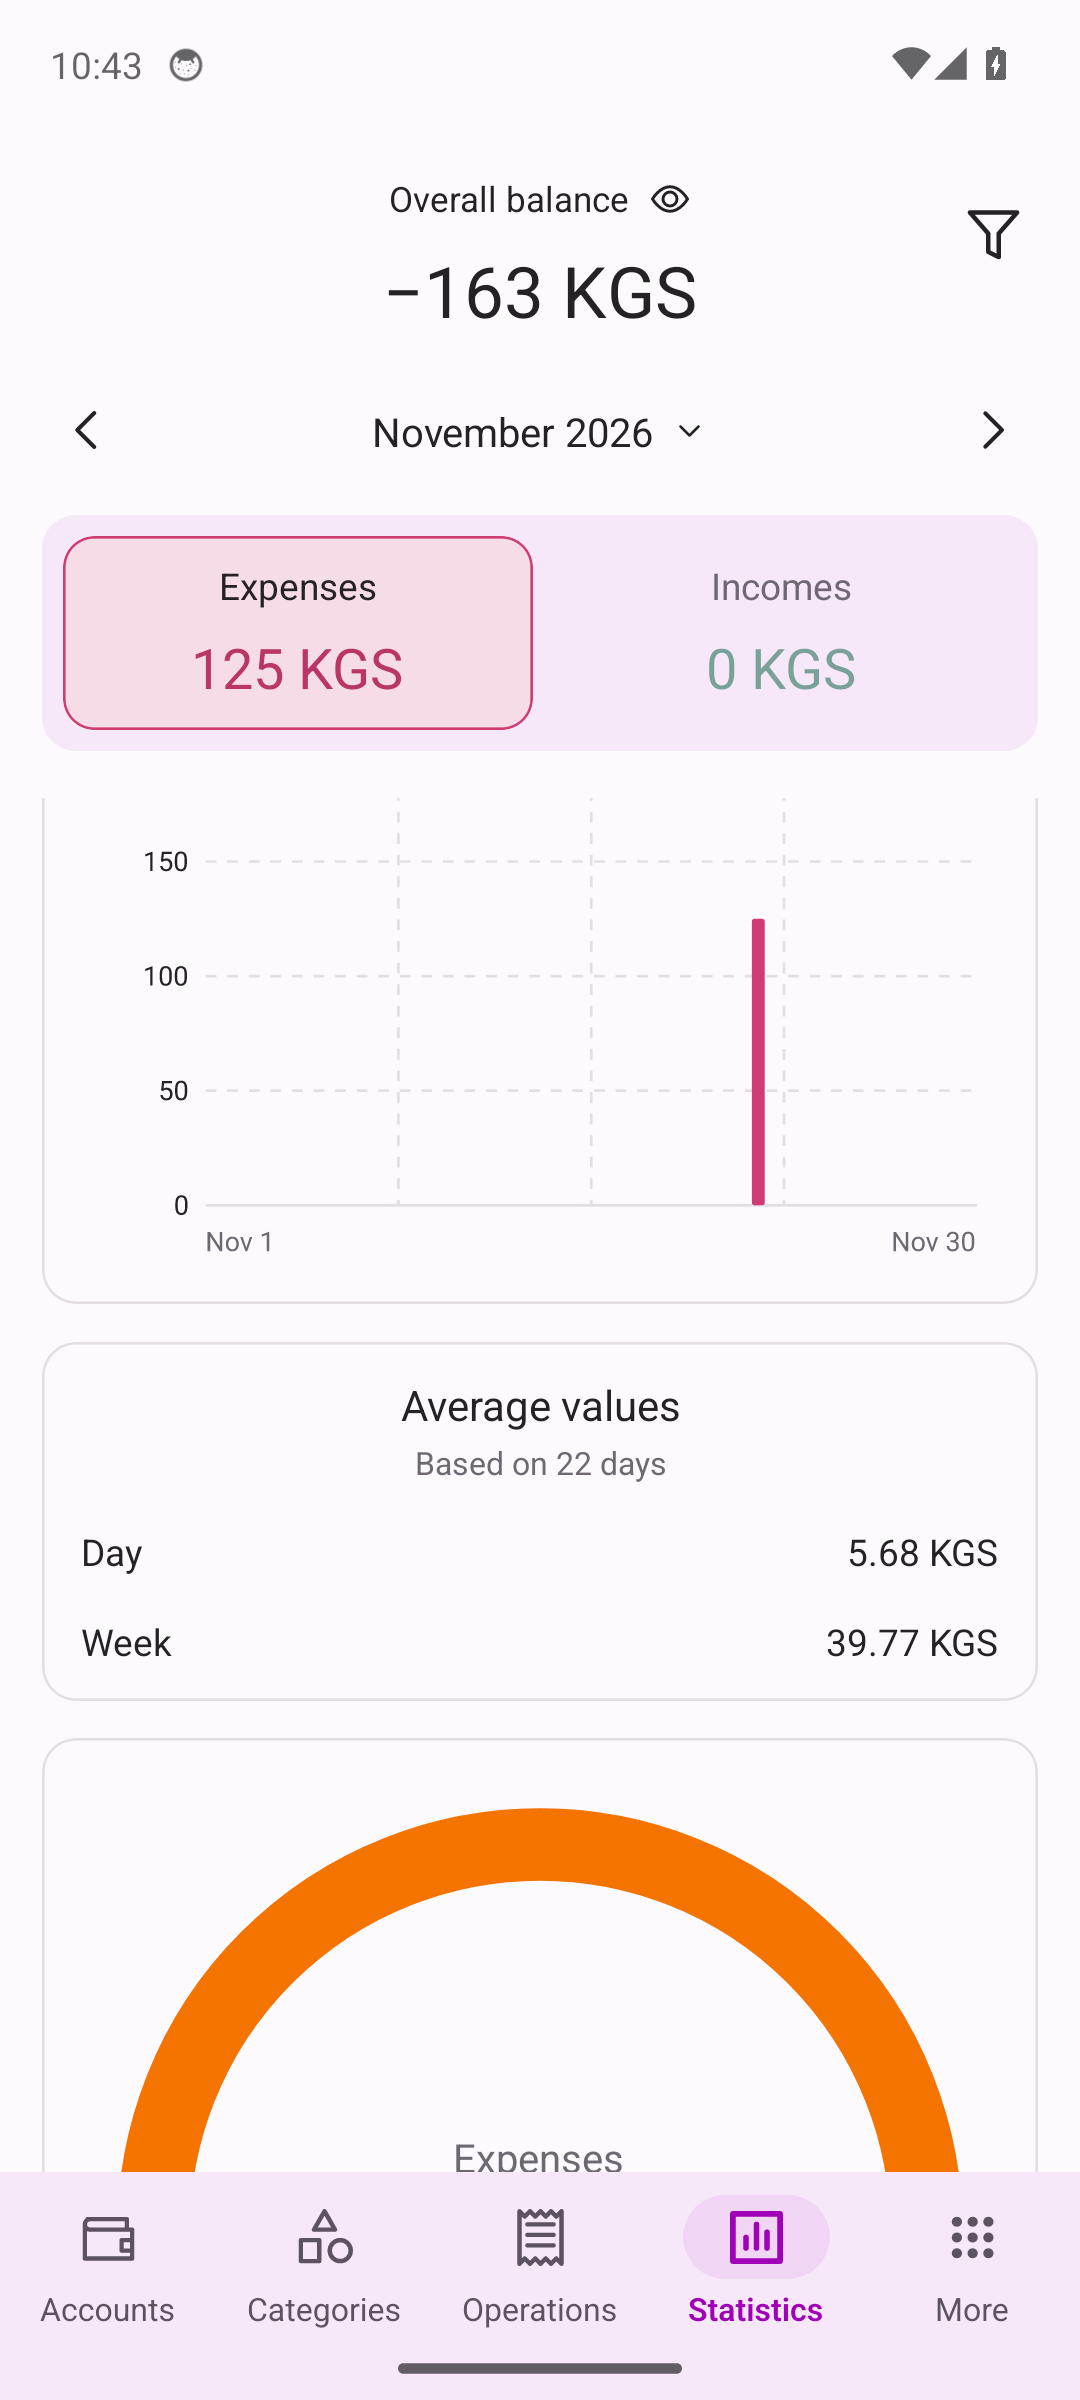 10:43
Overall balance
−163 KGS
November 2026
Expenses
125 KGS
Incomes
0 KGS
150
100
50
0
Nov 1
Nov 30
Average values
Based on 22 days
Day
5.68 KGS
Week
39.77 KGS
Expenses
Accounts
Categories
Operations
Statistics
More